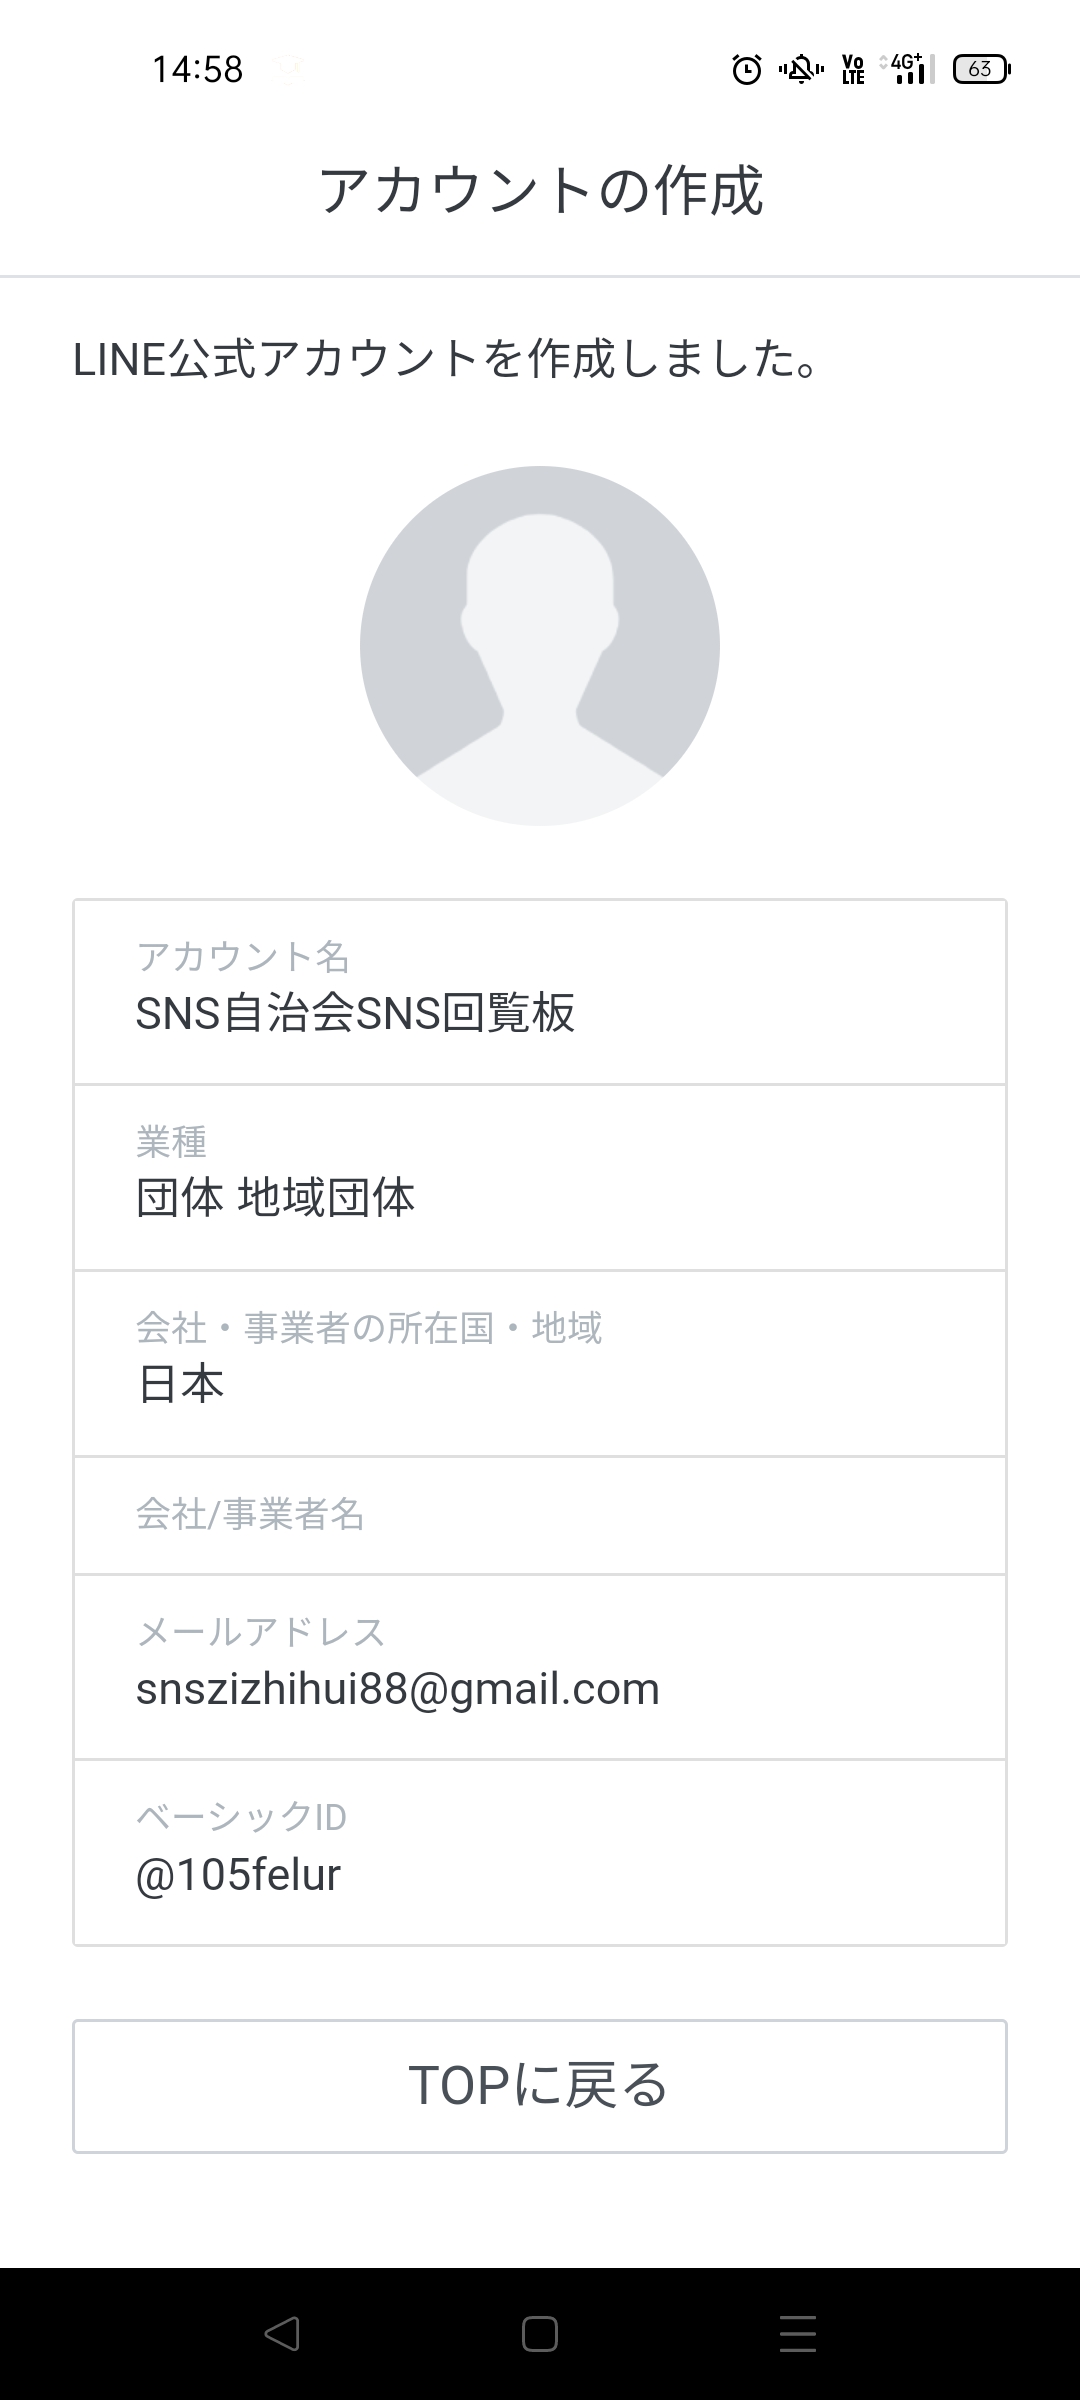 14:58
Vo LTE 4G+ 63
アカウントの作成
LINE公式アカウントを作成しました。
アカウント名
SNS自治会SNS回覧板
業種
団体 地域団体
会社・事業者の所在国・地域
日本
会社/事業者名
メールアドレス
snszizhihui88@gmail.com
ベーシックID
@105felur
TOPに戻る